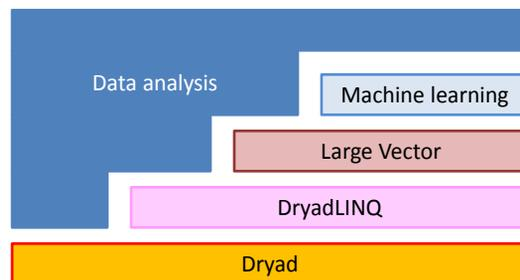 Data analysis
Machine learning
Large Vector
DryadLINQ
Dryad